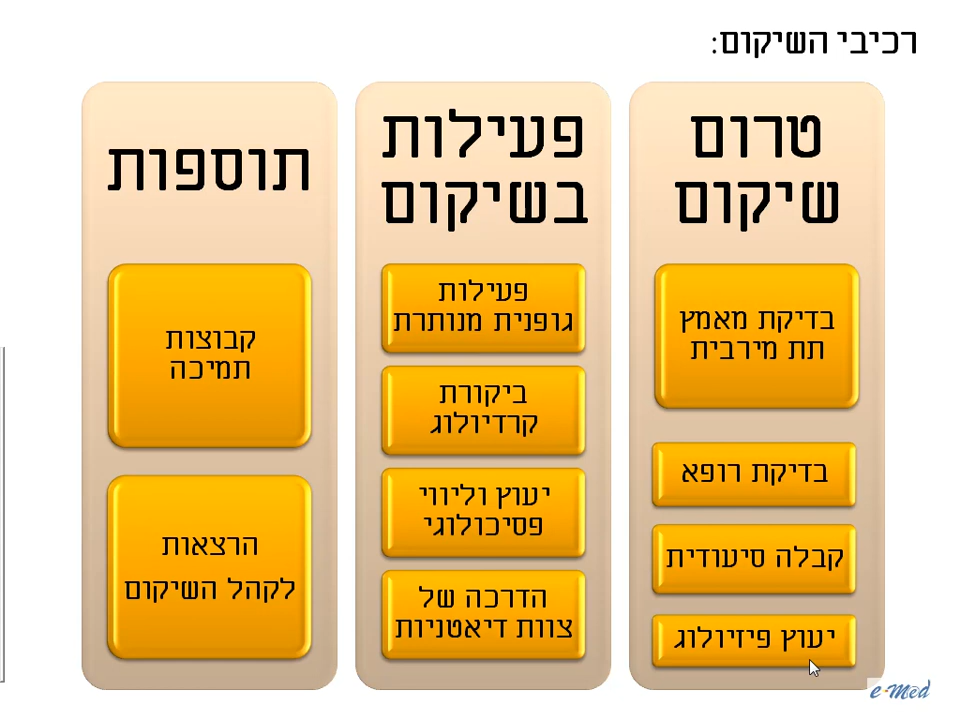 רכיבי השיקום:
טרום
שיקום
בדיקת מאמץ
תת מירבית
בדיקת רופא
קבלה סיעודית
יעוץ פיזיולוג
פעילות
בשיקום
פעילות
גופנית מנותרת
ביקורת
קרדיולוג
יעוץ וליווי
פסיכולוגי
הדרכה של
צוות דיאטניות
תוספות
קבוצות
תמיכה
הרצאות
לקהל השיקום
e-Med